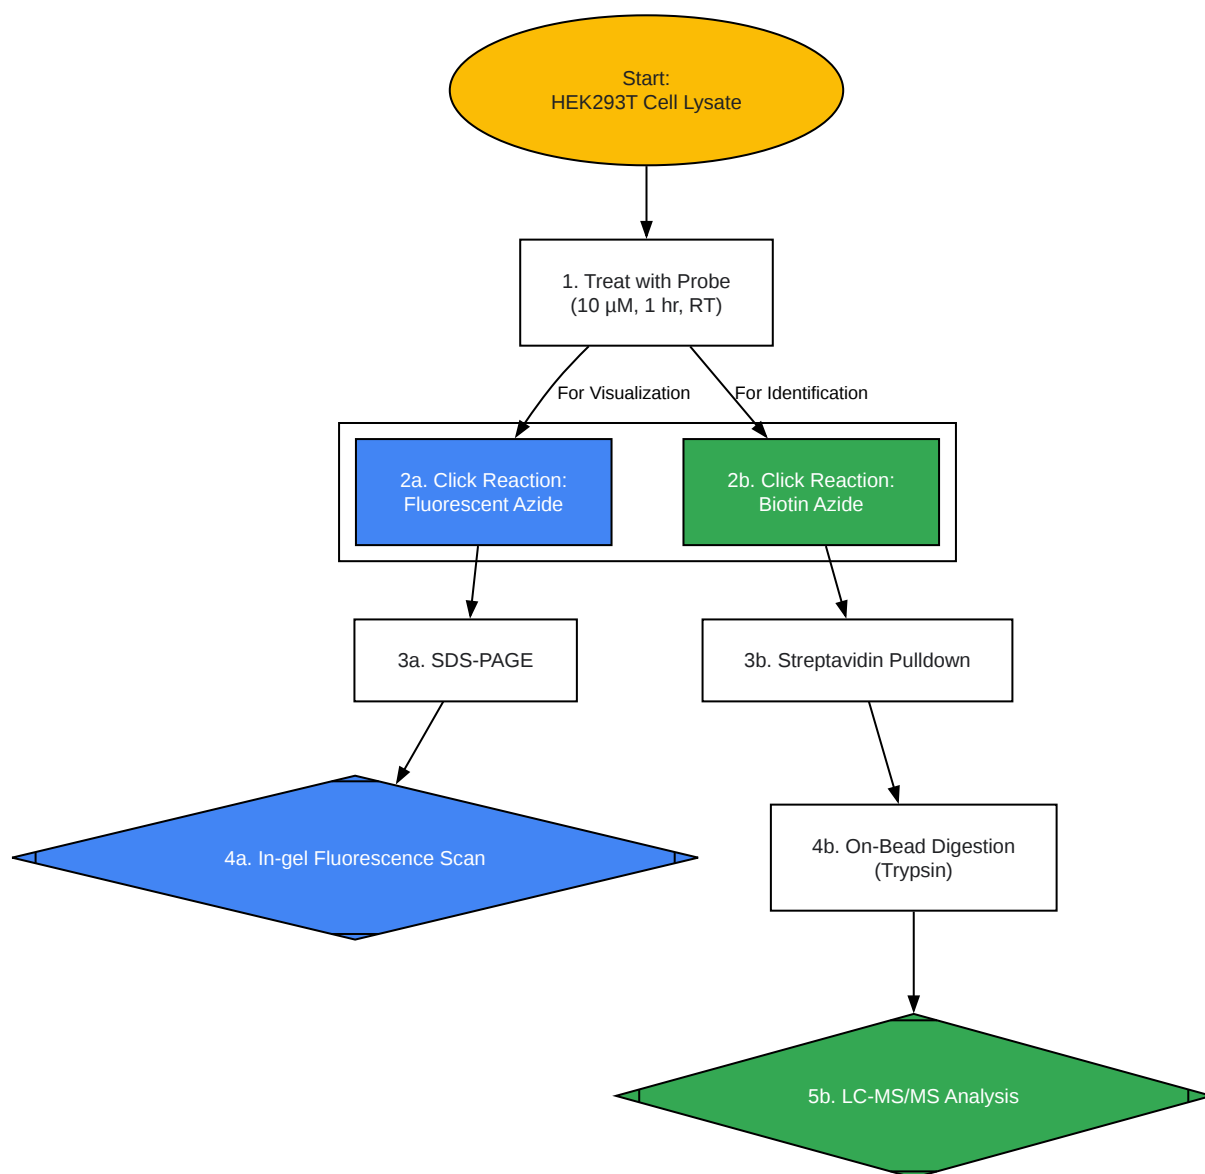 Start:
HEK293T Cell Lysate
1. Treat with Probe
(10 µM, 1 hr, RT)
For Visualization
For Identification
2a. Click Reaction:
Fluorescent Azide
2b. Click Reaction:
Biotin Azide
3a. SDS-PAGE
3b. Streptavidin Pulldown
4a. In-gel Fluorescence Scan
4b. On-Bead Digestion
(Trypsin)
5b. LC-MS/MS Analysis